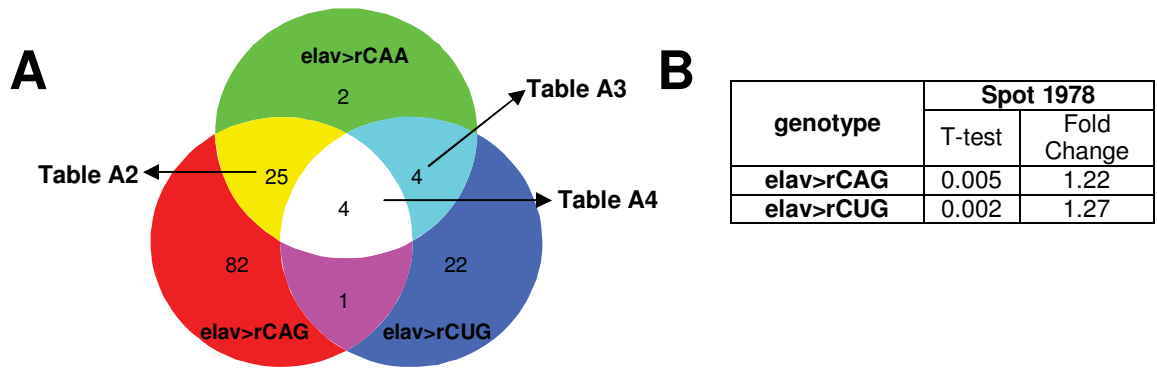 A
elav>rCAA
2
Table A3
Table A2
25
4
4
Table A4
82
22
1
elav>rCAG
elav>rCUG
B
genotype
Spot 1978
T-test
Fold
Change
elav>rCAG 0.005 1.22
elav>rCUG 0.002 1.27